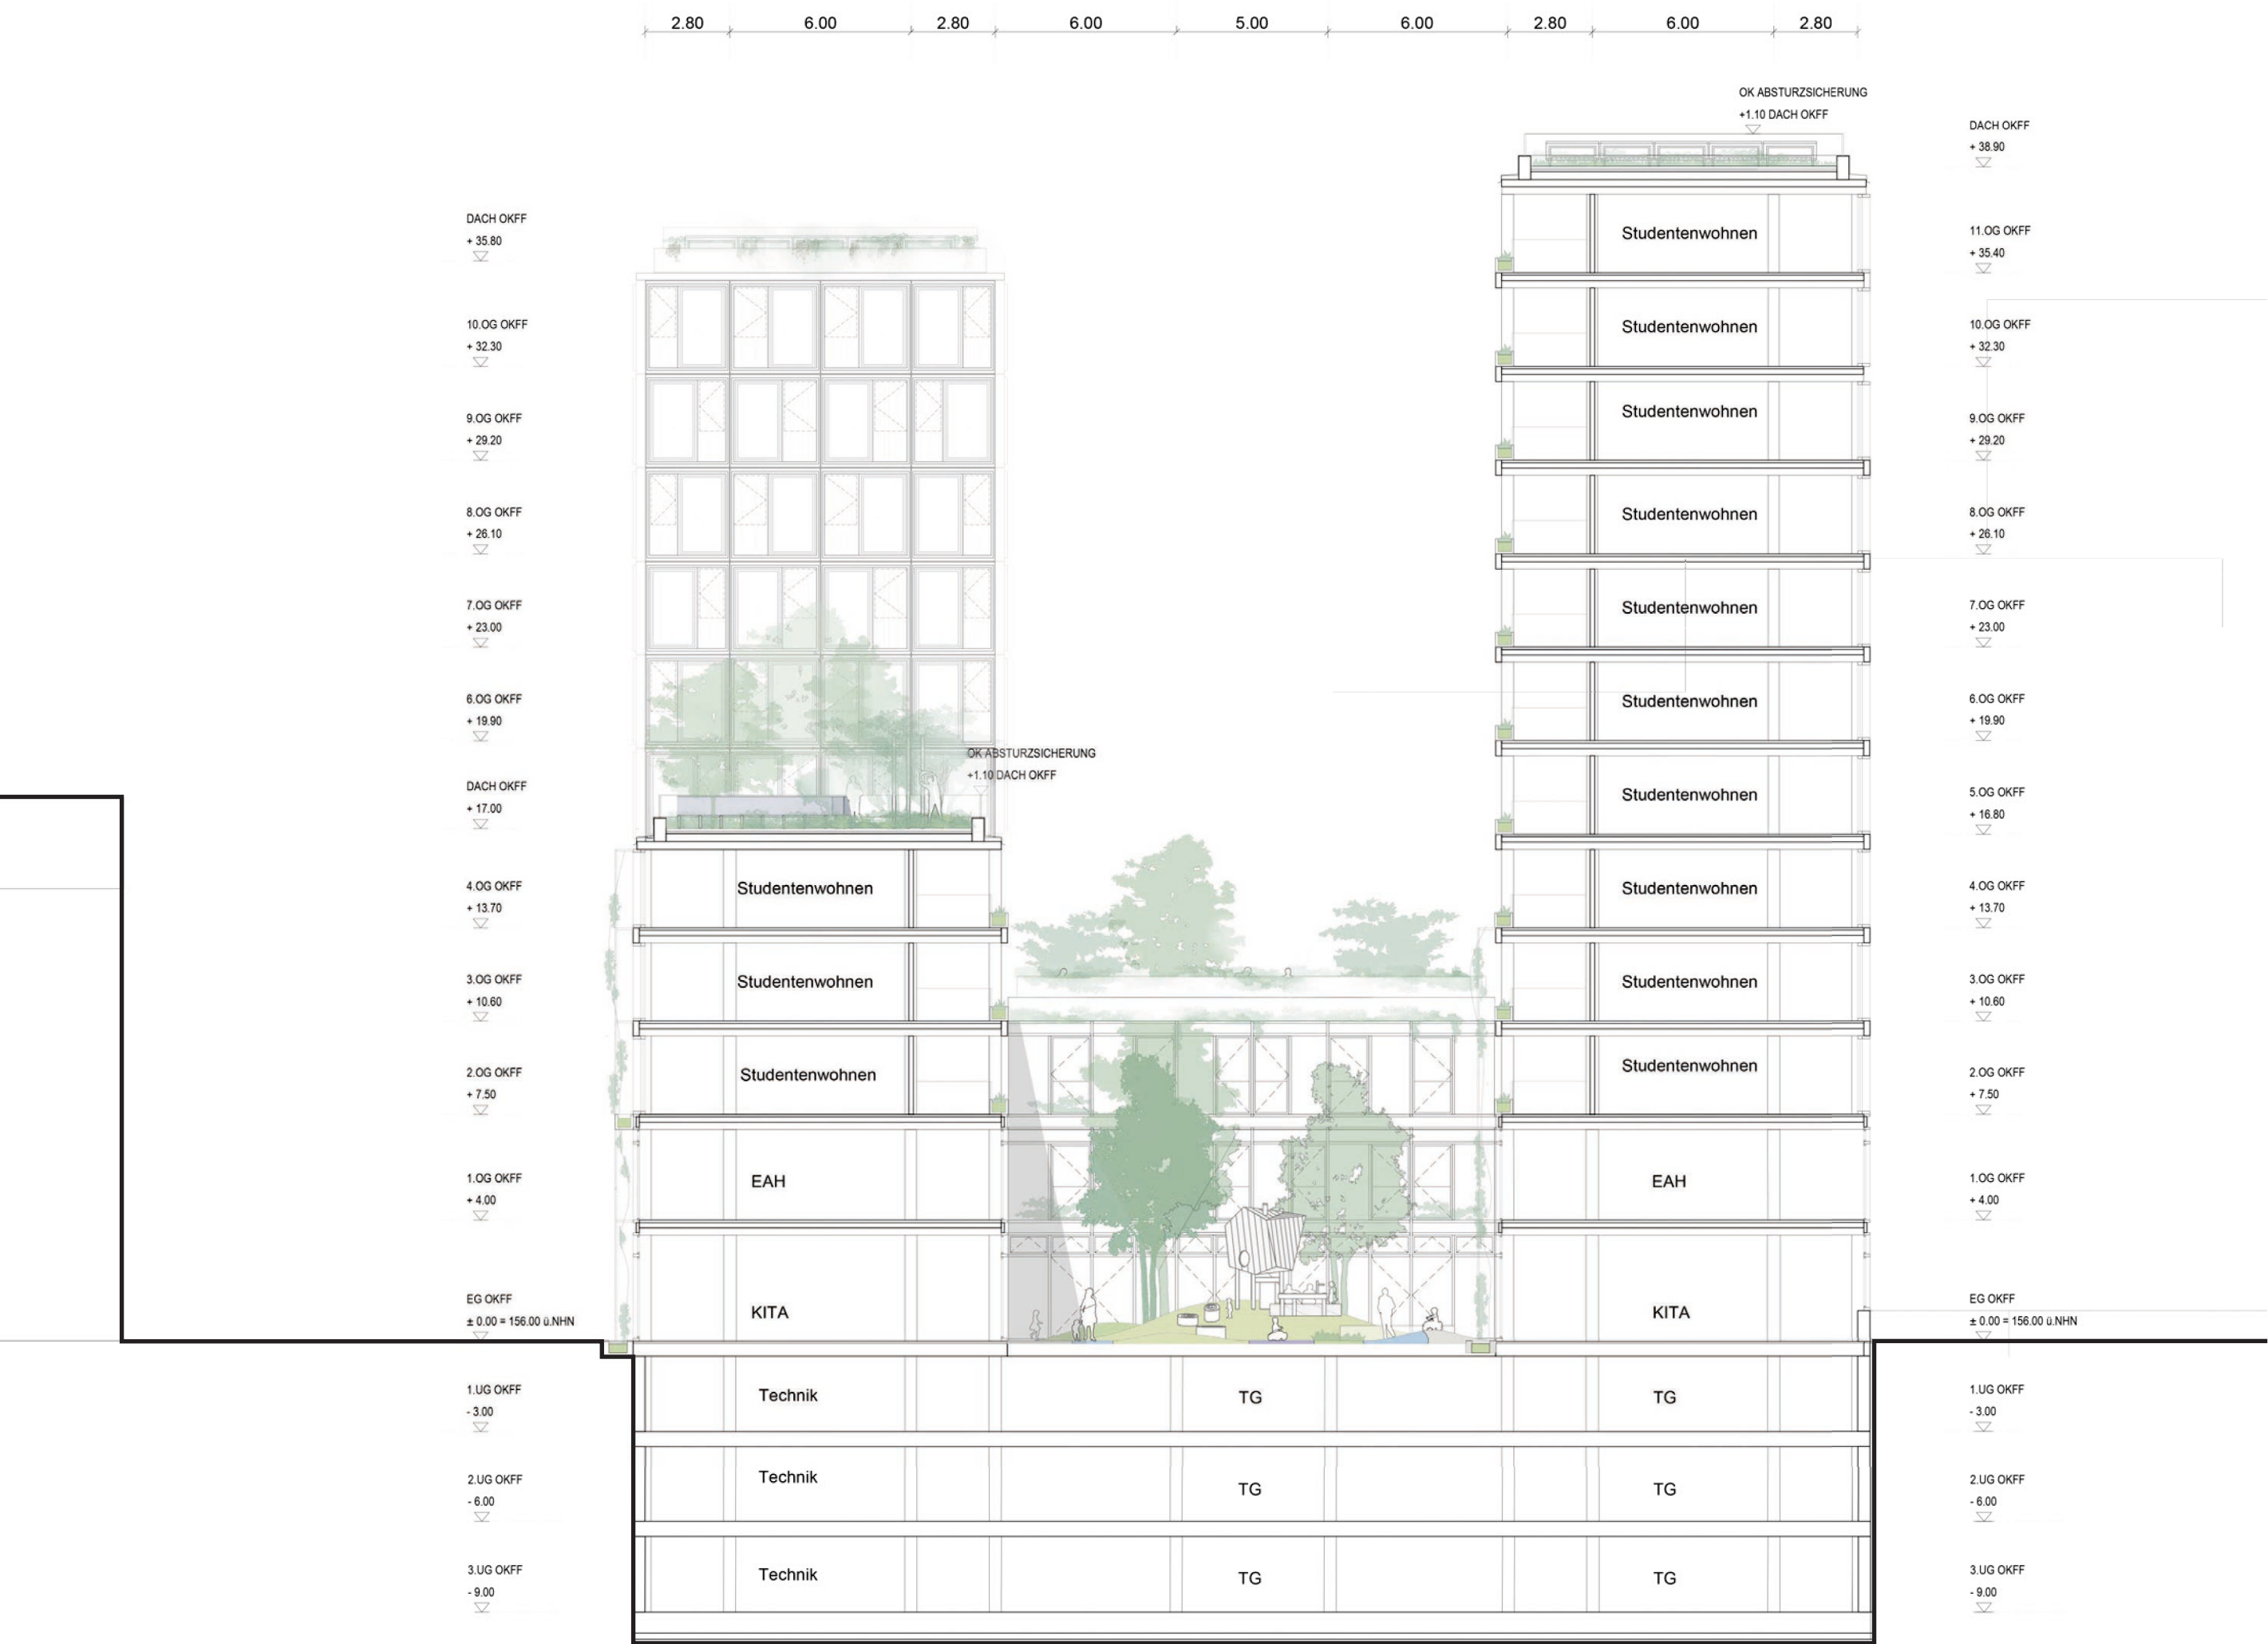 2.80 6.00 2.80 6.00 5.00 6.00 2.80 6.00 2.80
OK ABSTURZSICHERUNG
+1.10 DACH OKFF
DACH OKFF
+ 35.80
10.OG OKFF
+ 32.30
9.OG OKFF
+ 29.20
8.OG OKFF
+ 26.10
7.OG OKFF
+ 23.00
6.OG OKFF
+ 19.90
DACH OKFF
+ 17.00
4.OG OKFF
+ 13.70
3.OG OKFF
+ 10.60
2.OG OKFF
+ 7.50
1.OG OKFF
+ 4.00
EG OKFF
± 0.00 = 156.00 ü.NHN
1.UG OKFF
- 3.00
2.UG OKFF
- 6.00
3.UG OKFF
- 9.00
OK ABSTURZSICHERUNG
+1.10 DACH OKFF
Studentenwohnen
Studentenwohnen
Studentenwohnen
EAH
KITA
Technik
Technik
Technik
TG
TG
TG
Studentenwohnen
Studentenwohnen
Studentenwohnen
Studentenwohnen
Studentenwohnen
Studentenwohnen
Studentenwohnen
Studentenwohnen
Studentenwohnen
Studentenwohnen
EAH
KITA
TG
TG
TG
DACH OKFF
+ 38.90
11.OG OKFF
+ 35.40
10.OG OKFF
+ 32.30
9.OG OKFF
+ 29.20
8.OG OKFF
+ 26.10
7.OG OKFF
+ 23.00
6.OG OKFF
+ 19.90
5.OG OKFF
+ 16.80
4.OG OKFF
+ 13.70
3.OG OKFF
+ 10.60
2.OG OKFF
+ 7.50
1.OG OKFF
+ 4.00
EG OKFF
± 0.00 = 156.00 ü.NHN
1.UG OKFF
- 3.00
2.UG OKFF
- 6.00
3.UG OKFF
- 9.00